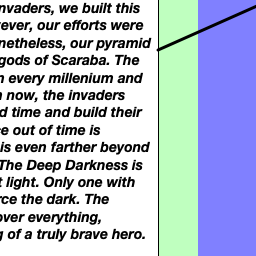 nvaders, we built this
ever, our efforts were
netheless, our pyramid
gods of Scaraba. The
n every millenium and
now, the invaders
d time and build their
e out of time is
is even farther beyond
The Deep Darkness is
t light. Only one with
rce the dark. The
over everything,
g of a truly brave hero.